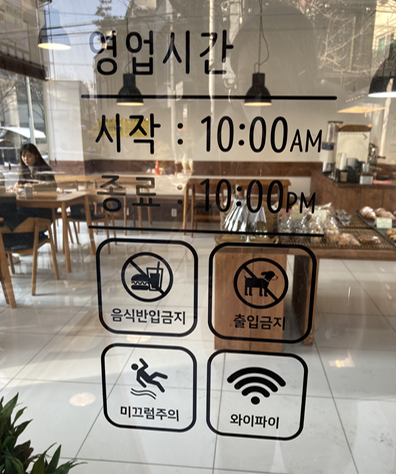 영업시간
시작 : 10:00AM
종료 : 10:00PM
음식반입금지
출입금지
미끄럼주의
와이파이